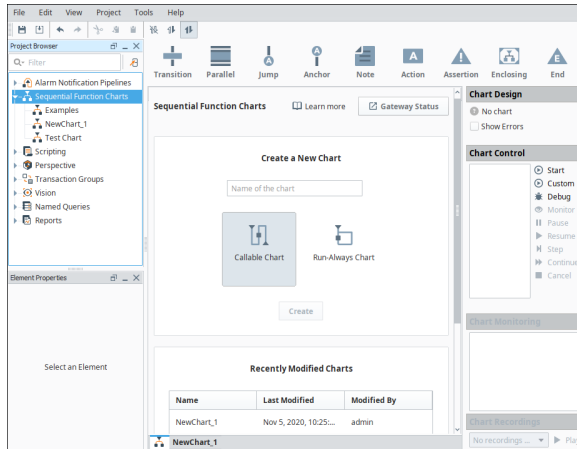 File Edit View Project Tools Help
Project Browser
Filter
Alarm Notification Pipelines
Sequential Function Charts
Examples
NewChart_1
Test Chart
Scripting
Perspective
Transaction Groups
Vision
Named Queries
Reports
Element Properties
Select an Element
Transition Parallel Jump Anchor Note Action Assertion Enclosing End
Sequential Function Charts Learn more Gateway Status
Create a New Chart
Name of the chart
Callable Chart Run-Always Chart
Create
Recently Modified Charts
Name Last Modified Modified By
NewChart_1 Nov 5, 2020, 10:25:... admin
NewChart_1
Chart Design
No chart
Show Errors
Chart Control
Start
Custom
Debug
Monitor
Pause
Resume
Step
Continue
Cancel
Chart Monitoring
Chart Recordings
No recordings ... Play